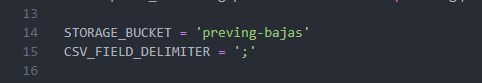 13
14 STORAGE_BUCKET = 'preving-bajas'
15 CSV_FIELD_DELIMITER = ';'
16